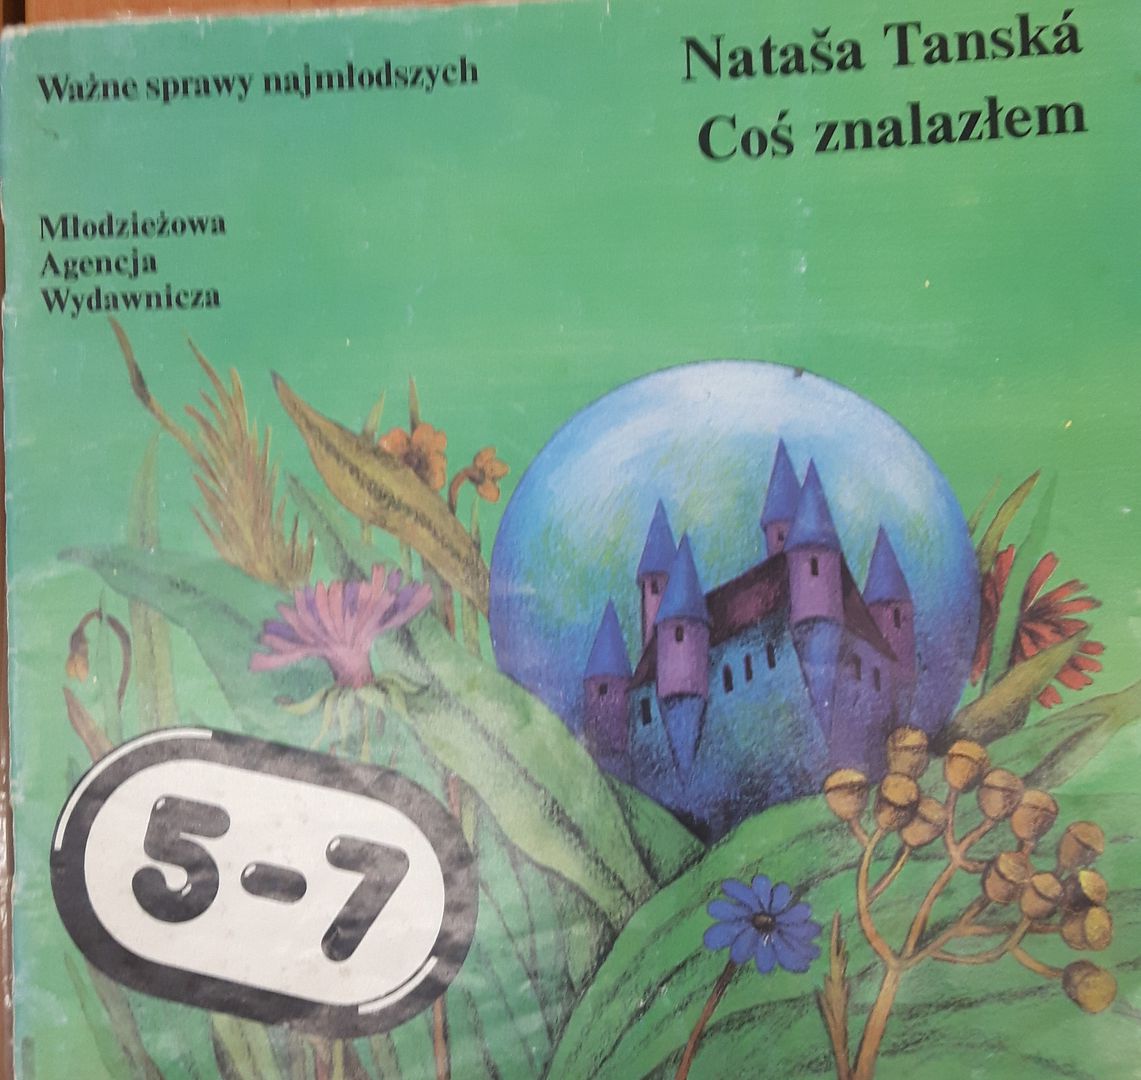 Ważne sprawy najmłodszych
Nataša Tanská
Coś znalazłem
Młodzieżowa
Agencja
Wydawnicza
5-7